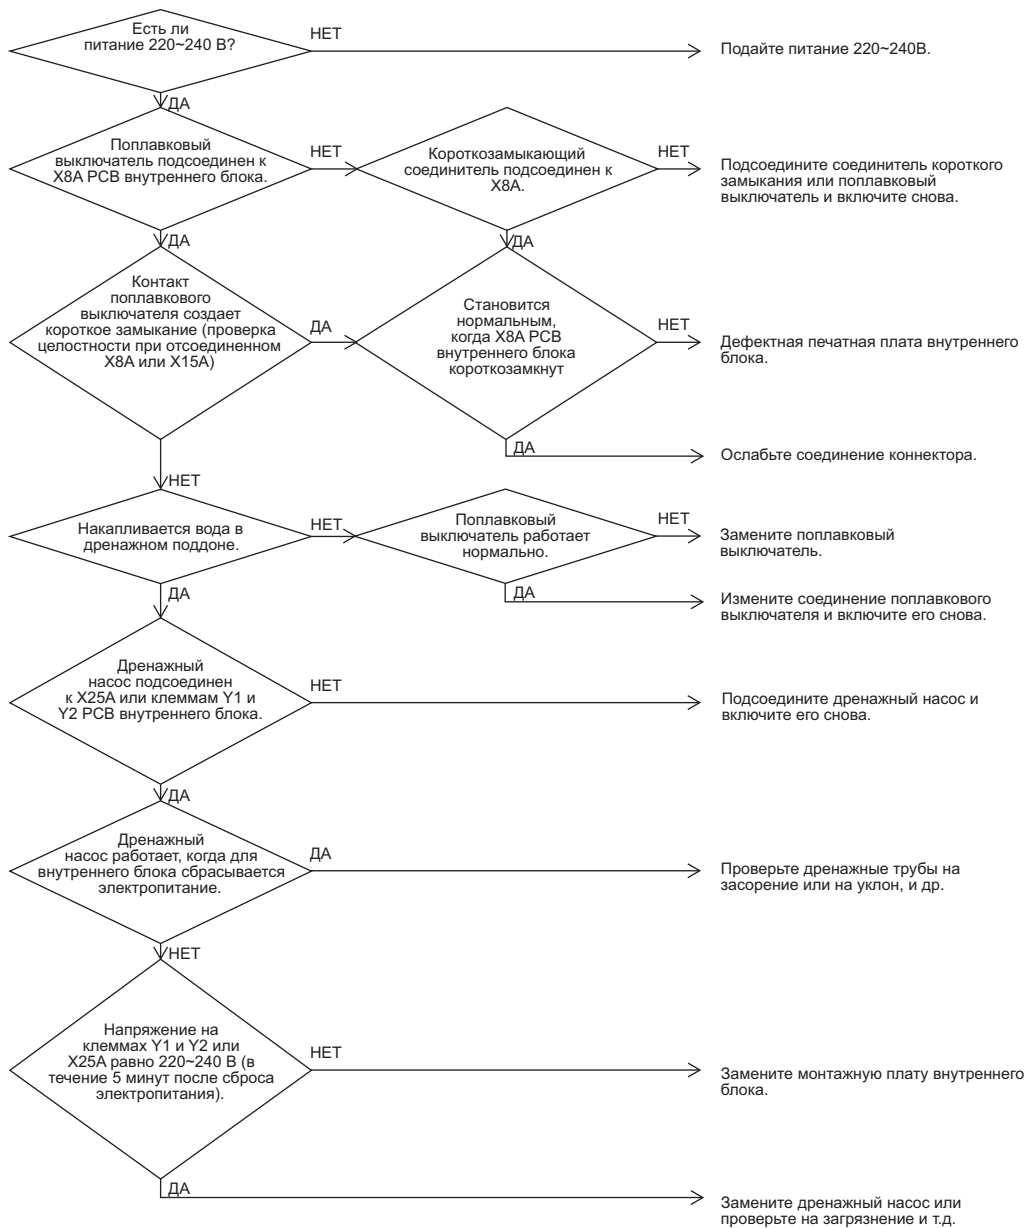 Есть ли
питание 220~240 В?
НЕТ
Подайте питание 220~240В.
ДА
Поплавковый
выключатель подсоединен к
X8A PCB внутреннего блока.
НЕТ
Короткозамыкающий
соединитель подсоединен к
X8A.
НЕТ
Подсоедините соединитель короткого
замыкания или поплавковый
выключатель и включите снова.
ДА
ДА
Контакт
поплавкового
выключателя создает
короткое замыкание (проверка
целостности при отсоединенном
X8A или X15A)
ДА
Становится
нормальным,
когда X8A PCB
внутреннего блока
короткозамкнут
НЕТ
Дефектная печатная плата внутреннего
блока.
ДА
Ослабьте соединение коннектора.
НЕТ
Накапливается вода в
дренажном поддоне.
НЕТ
Поплавковый
выключатель работает
нормально.
НЕТ
Замените поплавковый
выключатель.
ДА
ДА
Измените соединение поплавкового
выключателя и включите его снова.
Дренажный
насос подсоединен
к X25A или клеммам Y1 и
Y2 PCB внутреннего блока.
НЕТ
Подсоедините дренажный насос и
включите его снова.
ДА
Дренажный
насос работает, когда для
внутреннего блока сбрасывается
электропитание.
ДА
Проверьте дренажные трубы на
засорение или на уклон, и др.
НЕТ
Напряжение на
клеммах Y1 и Y2 или
X25A равно 220~240 В (в
течение 5 минут после сброса
электропитания).
НЕТ
Замените монтажную плату внутреннего
блока.
ДА
Замените дренажный насос или
проверьте на загрязнение и т.д.